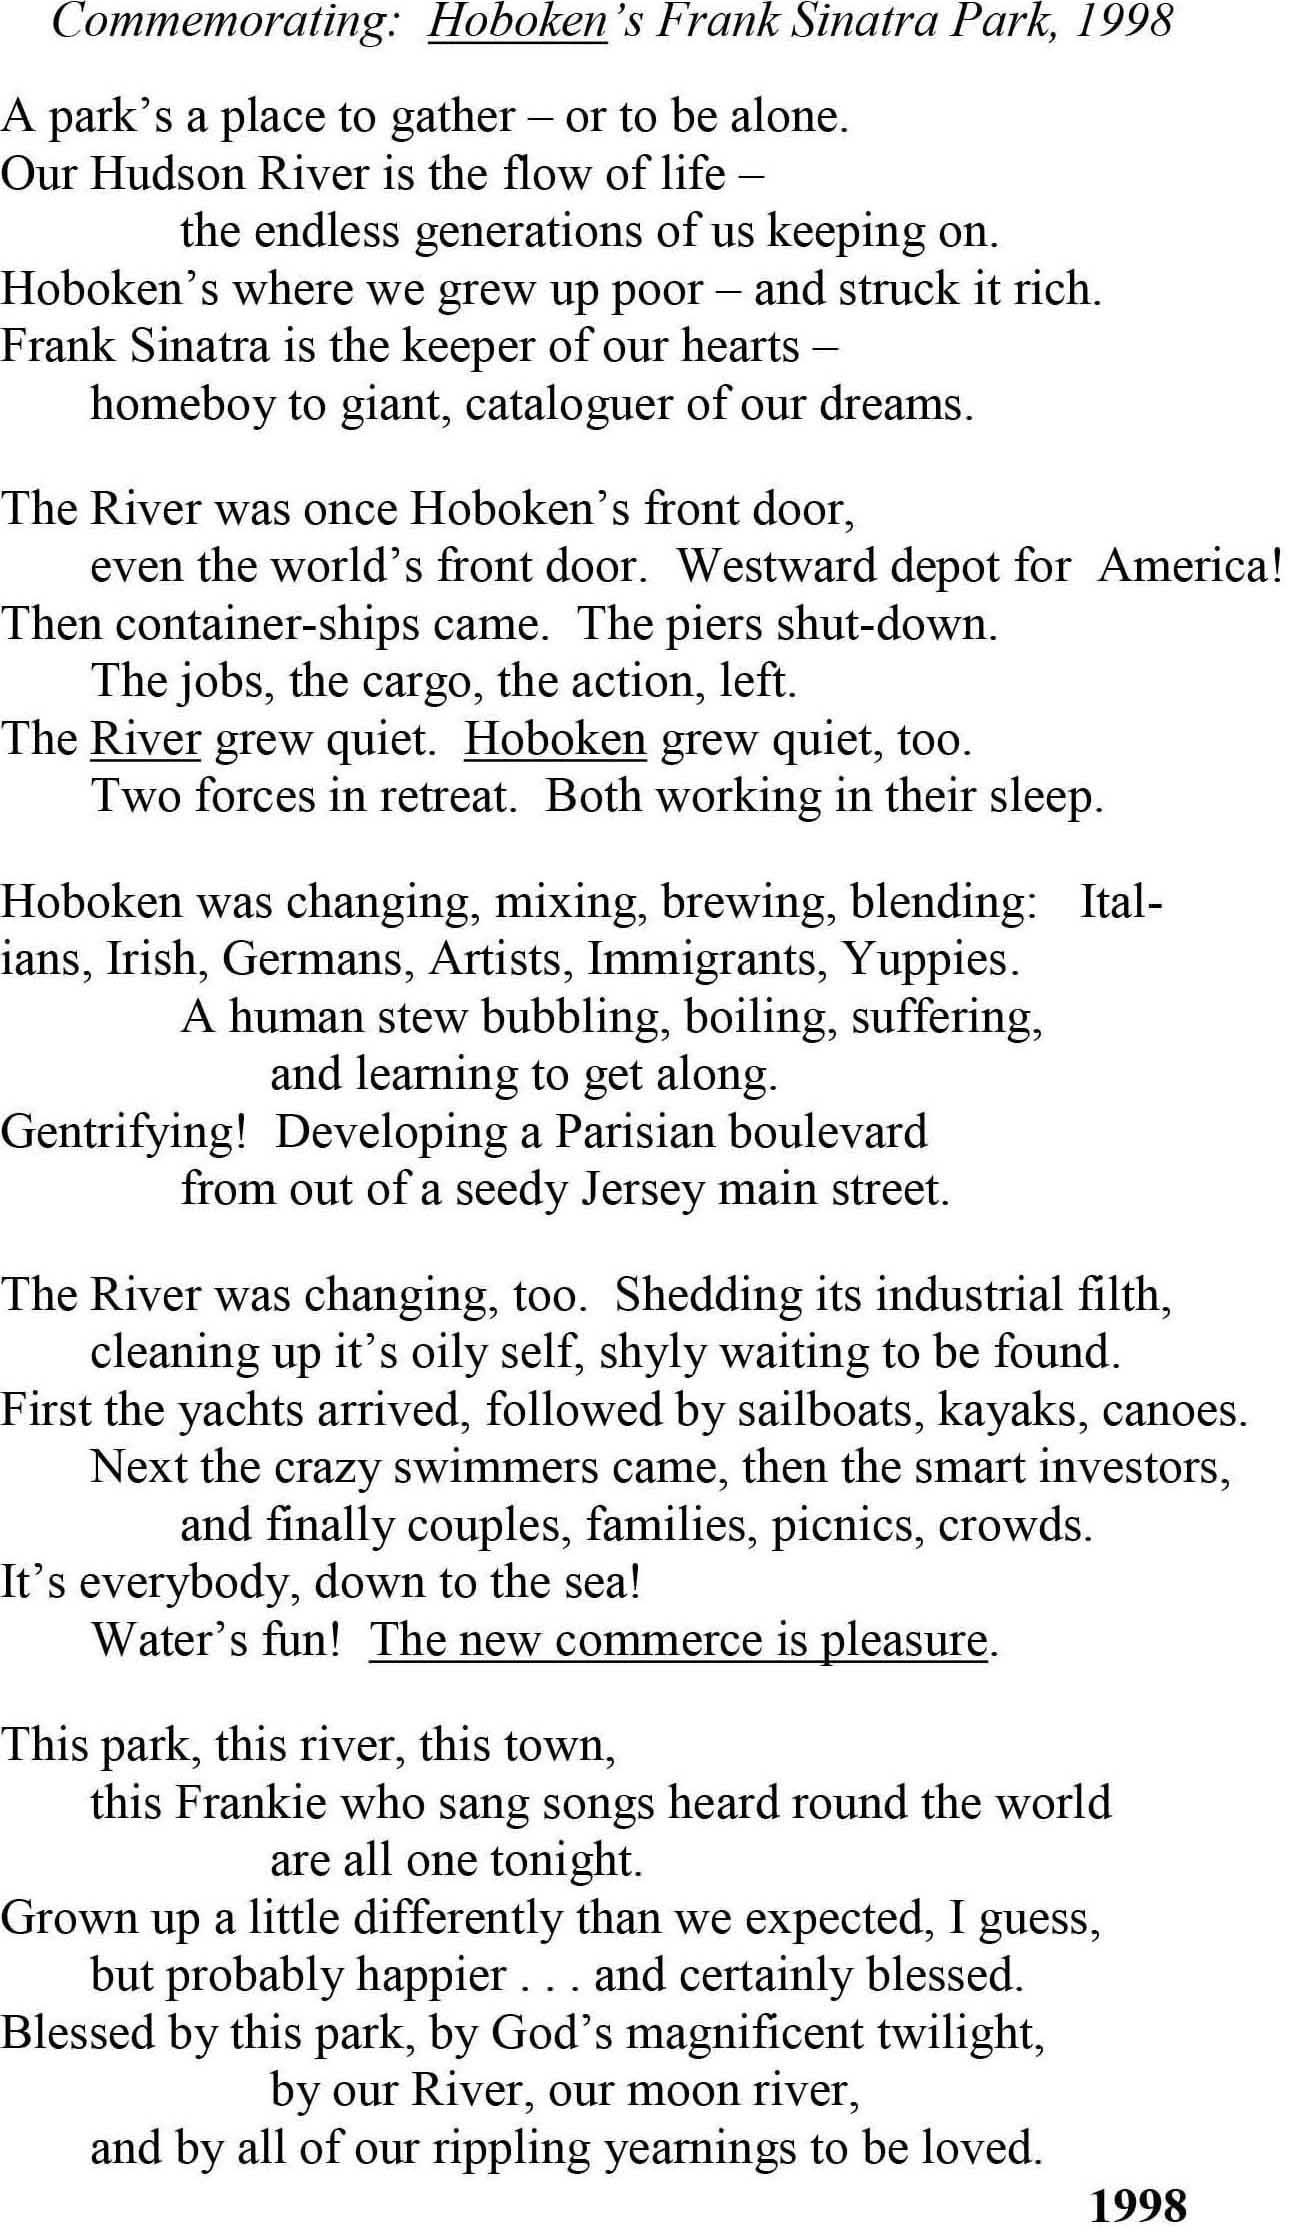 Commemorating:  Hoboken’s Frank Sinatra Park, 1998
A park’s a place to gather – or to be alone.
Our Hudson River is the flow of life –
the endless generations of us keeping on.
Hoboken’s where we grew up poor – and struck it rich.
Frank Sinatra is the keeper of our hearts –
homeboy to giant, cataloguer of our dreams.
The River was once Hoboken’s front door,
even the world’s front door.  Westward depot for  America!
Then container-ships came.  The piers shut-down.
The jobs, the cargo, the action, left.
The River grew quiet.  Hoboken grew quiet, too.
Two forces in retreat.  Both working in their sleep.
Hoboken was changing, mixing, brewing, blending:   Ital-
ians, Irish, Germans, Artists, Immigrants, Yuppies.
A human stew bubbling, boiling, suffering,
and learning to get along.
Gentrifying!  Developing a Parisian boulevard
from out of a seedy Jersey main street.
The River was changing, too.  Shedding its industrial filth,
cleaning up it’s oily self, shyly waiting to be found.
First the yachts arrived, followed by sailboats, kayaks, canoes.
Next the crazy swimmers came, then the smart investors,
and finally couples, families, picnics, crowds.
It’s everybody, down to the sea!
Water’s fun!  The new commerce is pleasure.
This park, this river, this town,
this Frankie who sang songs heard round the world
are all one tonight.
Grown up a little differently than we expected, I guess,
but probably happier . . . and certainly blessed.
Blessed by this park, by God’s magnificent twilight,
by our River, our moon river,
and by all of our rippling yearnings to be loved.
1998